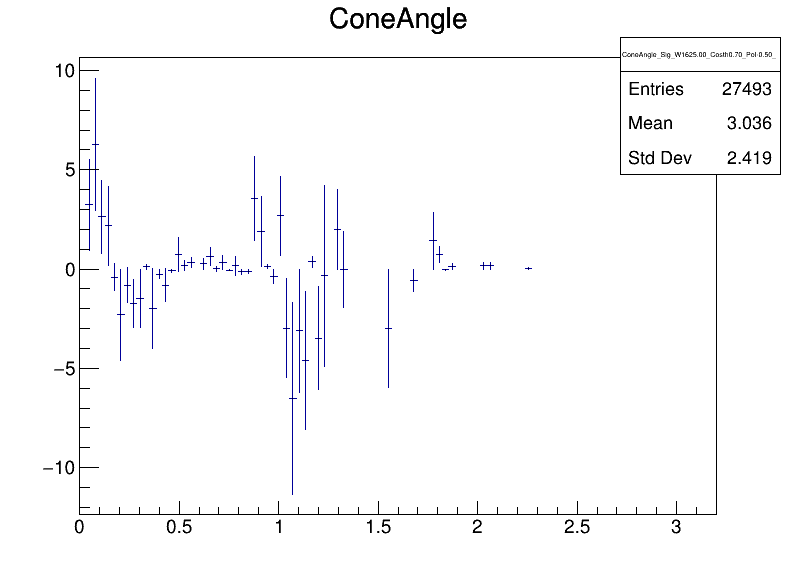 ConeAngle
ConeAngle_Sig_W1625.00_Costh0.70_Pol-0.50_
Entries 27493
Mean 3.036
Std Dev 2.419
10
5
0
−5
−10
0 0.5 1 1.5 2 2.5 3